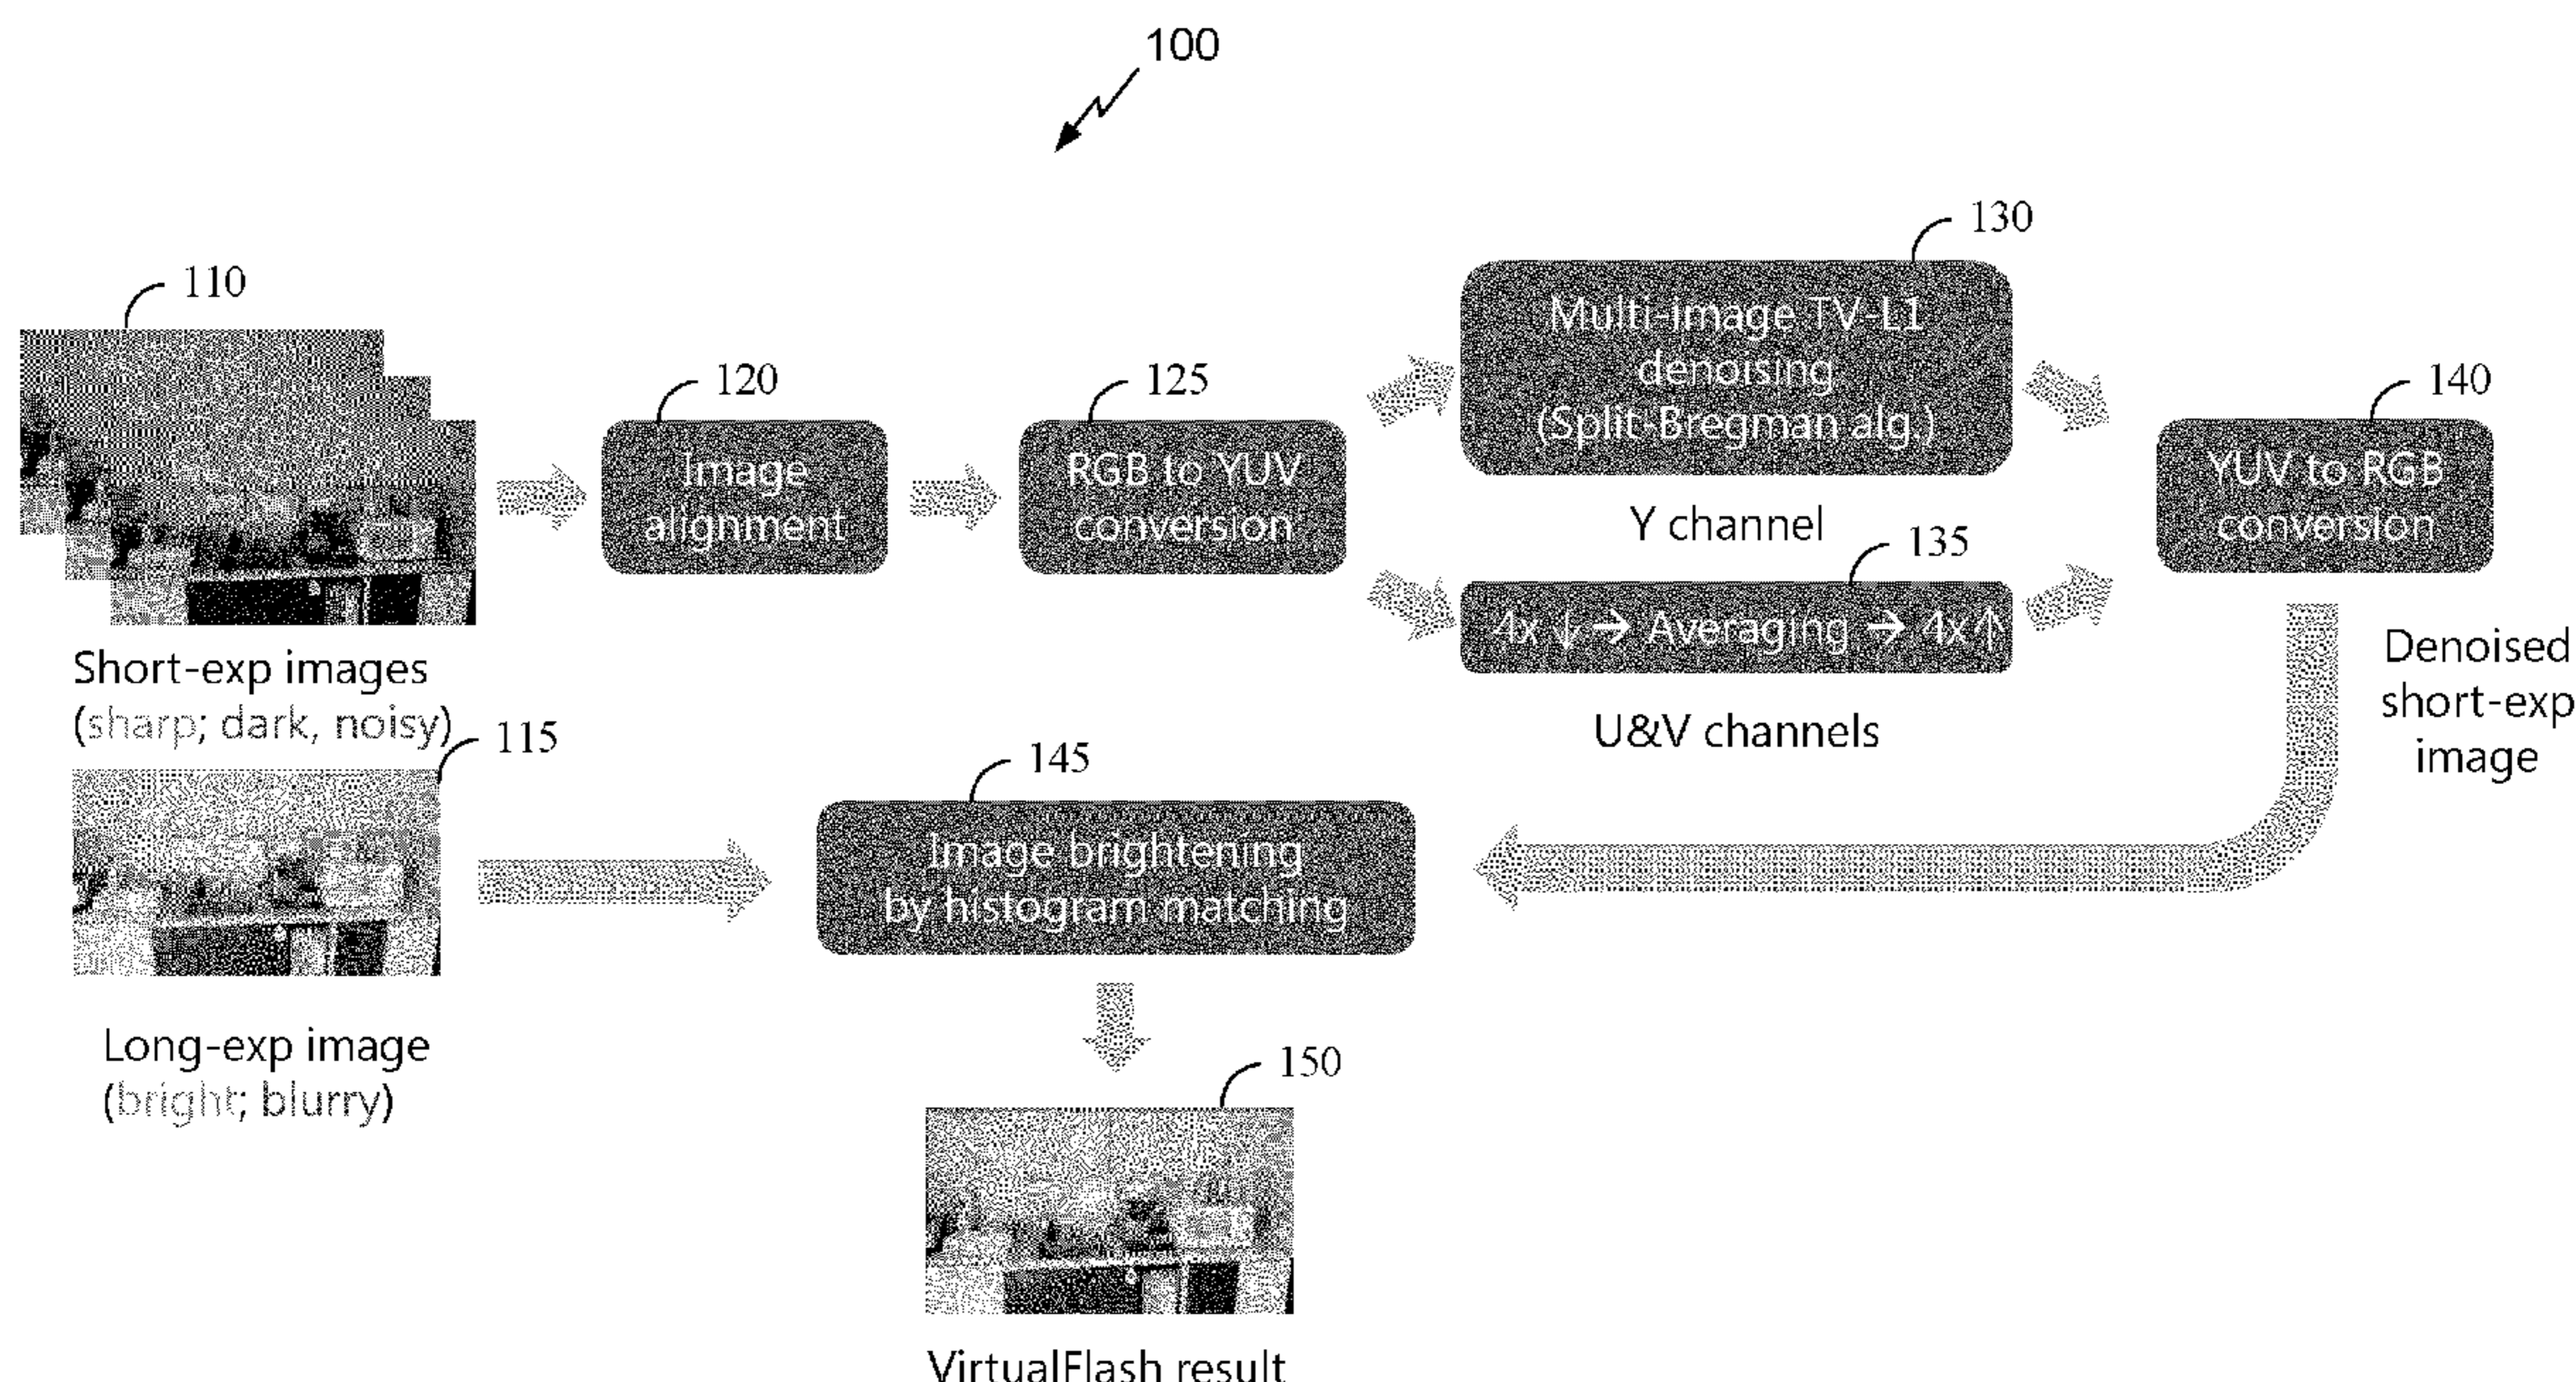 100
110
120
125
130
140
Multi-image TV-L1
denoising
(Split-Bregman alg.)
Image
alignment
RGB to YUV
conversion
YUV to RGB
conversion
Y channel
135
4x ↓ → Averaging → 4x ↑
U&V channels
Denoised
short-exp
image
Short-exp images
(sharp; dark, noisy)
115
145
Image brightening
by histogram matching
Long-exp image
(bright; blurry)
150
VirtualFlash result